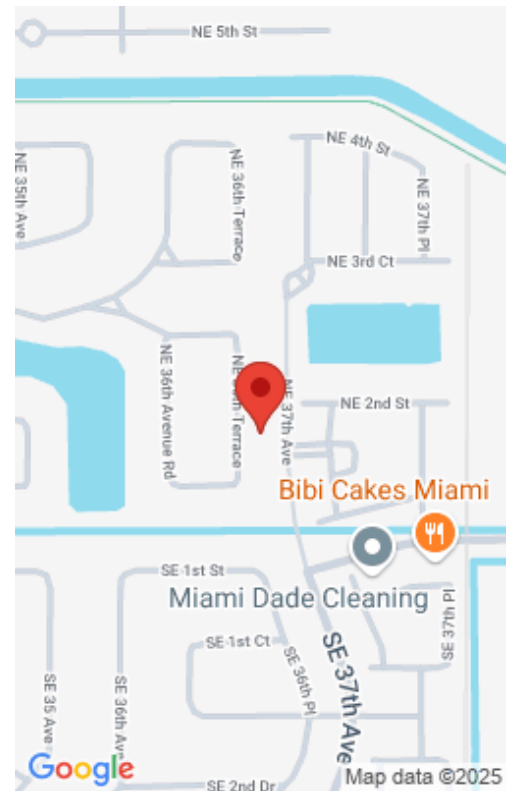 NE 5th St
NE 4th St
NE 35th Ave
NE 36th Terrace
NE 37th Pl
NE 3rd Ct
NE 36th Avenue Rd
NE 36th Terrace
NE 37th Ave
NE 2nd St
Bibi Cakes Miami
SE 1st St
Miami Dade Cleaning
SE 37th Pl
SE 1st Ct
SE 36th Pl
SE 37th Ave
SE 35 Ave
SE 36th Ave
SE 2nd Dr
Google
Map data ©2025